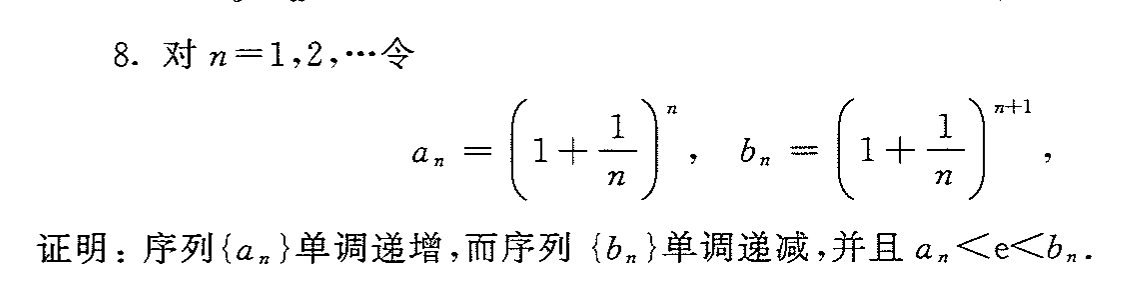 8. 对 n=1,2,…令
a_n = (1+1/n)^n, b_n = (1+1/n)^{n+1},
证明:序列{a_n}单调递增,而序列 {b_n}单调递减,并且 a_n<e<b_n.